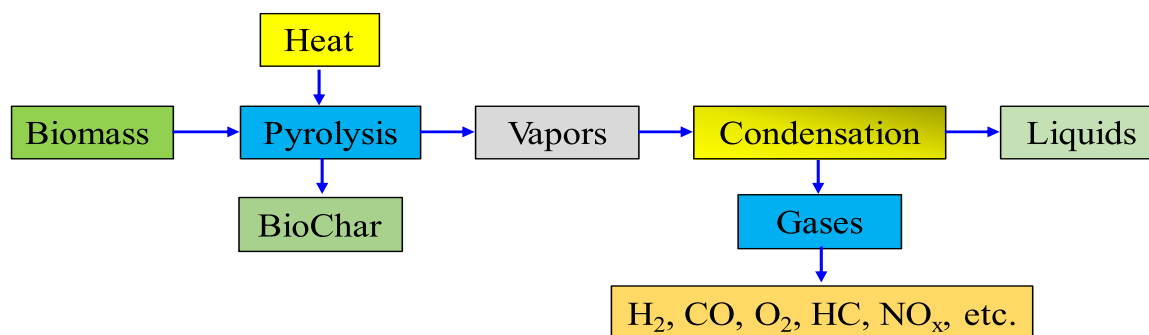 Heat
Biomass
Pyrolysis
Vapors
Condensation
Liquids
BioChar
Gases
H₂, CO, O₂, HC, NOₓ, etc.